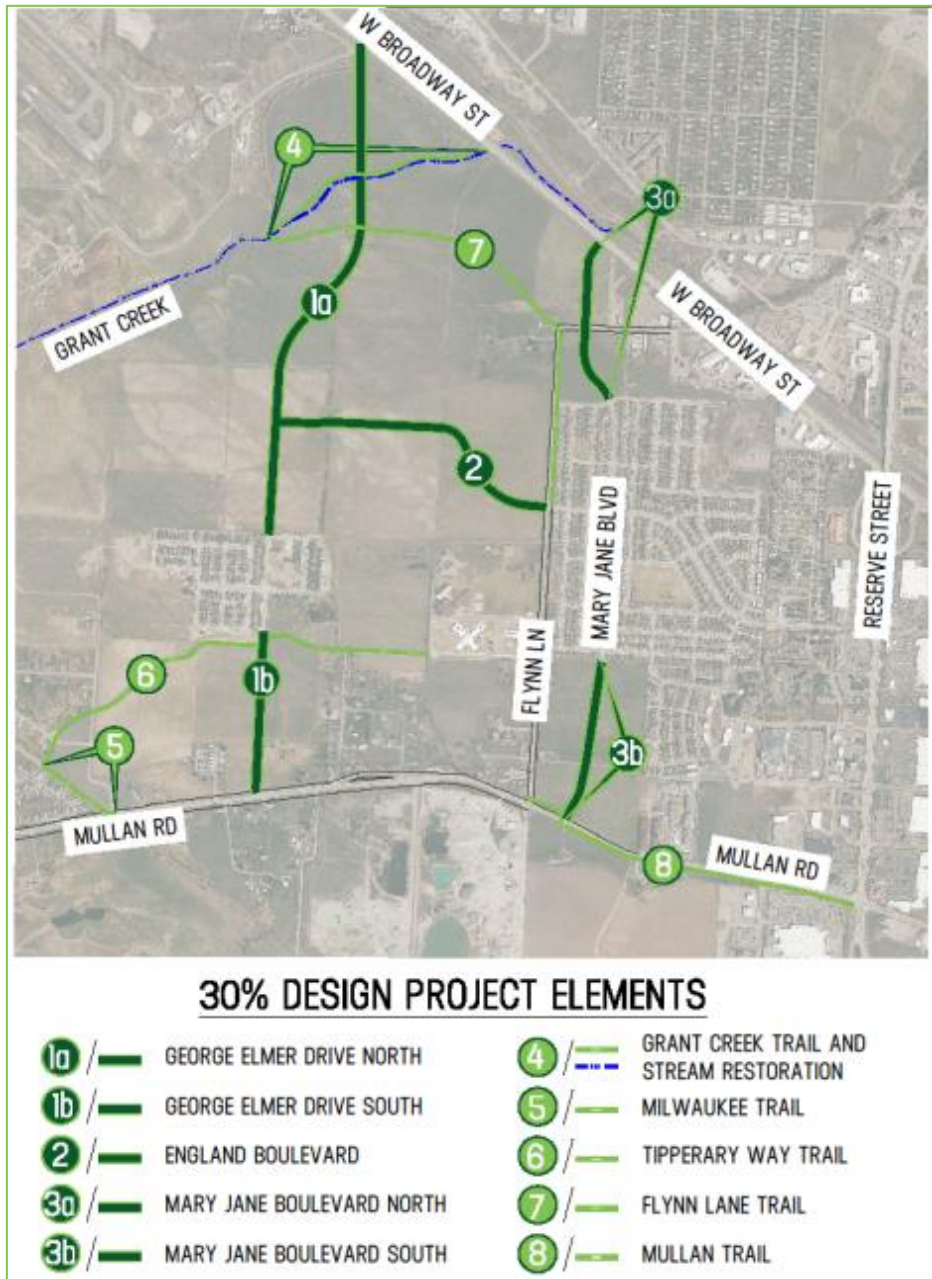 W BROADWAY ST
4
3a
7
1a
GRANT CREEK
W BROADWAY ST
2
MARY JANE BLVD
RESERVE STREET
FLYNN LN
6
1b
5
3b
MULLAN RD
8
MULLAN RD
30% DESIGN PROJECT ELEMENTS
1a / GEORGE ELMER DRIVE NORTH
1b / GEORGE ELMER DRIVE SOUTH
2 / ENGLAND BOULEVARD
3a / MARY JANE BOULEVARD NORTH
3b / MARY JANE BOULEVARD SOUTH
4 / GRANT CREEK TRAIL AND
STREAM RESTORATION
5 / MILWAUKEE TRAIL
6 / TIPPERARY WAY TRAIL
7 / FLYNN LANE TRAIL
8 / MULLAN TRAIL